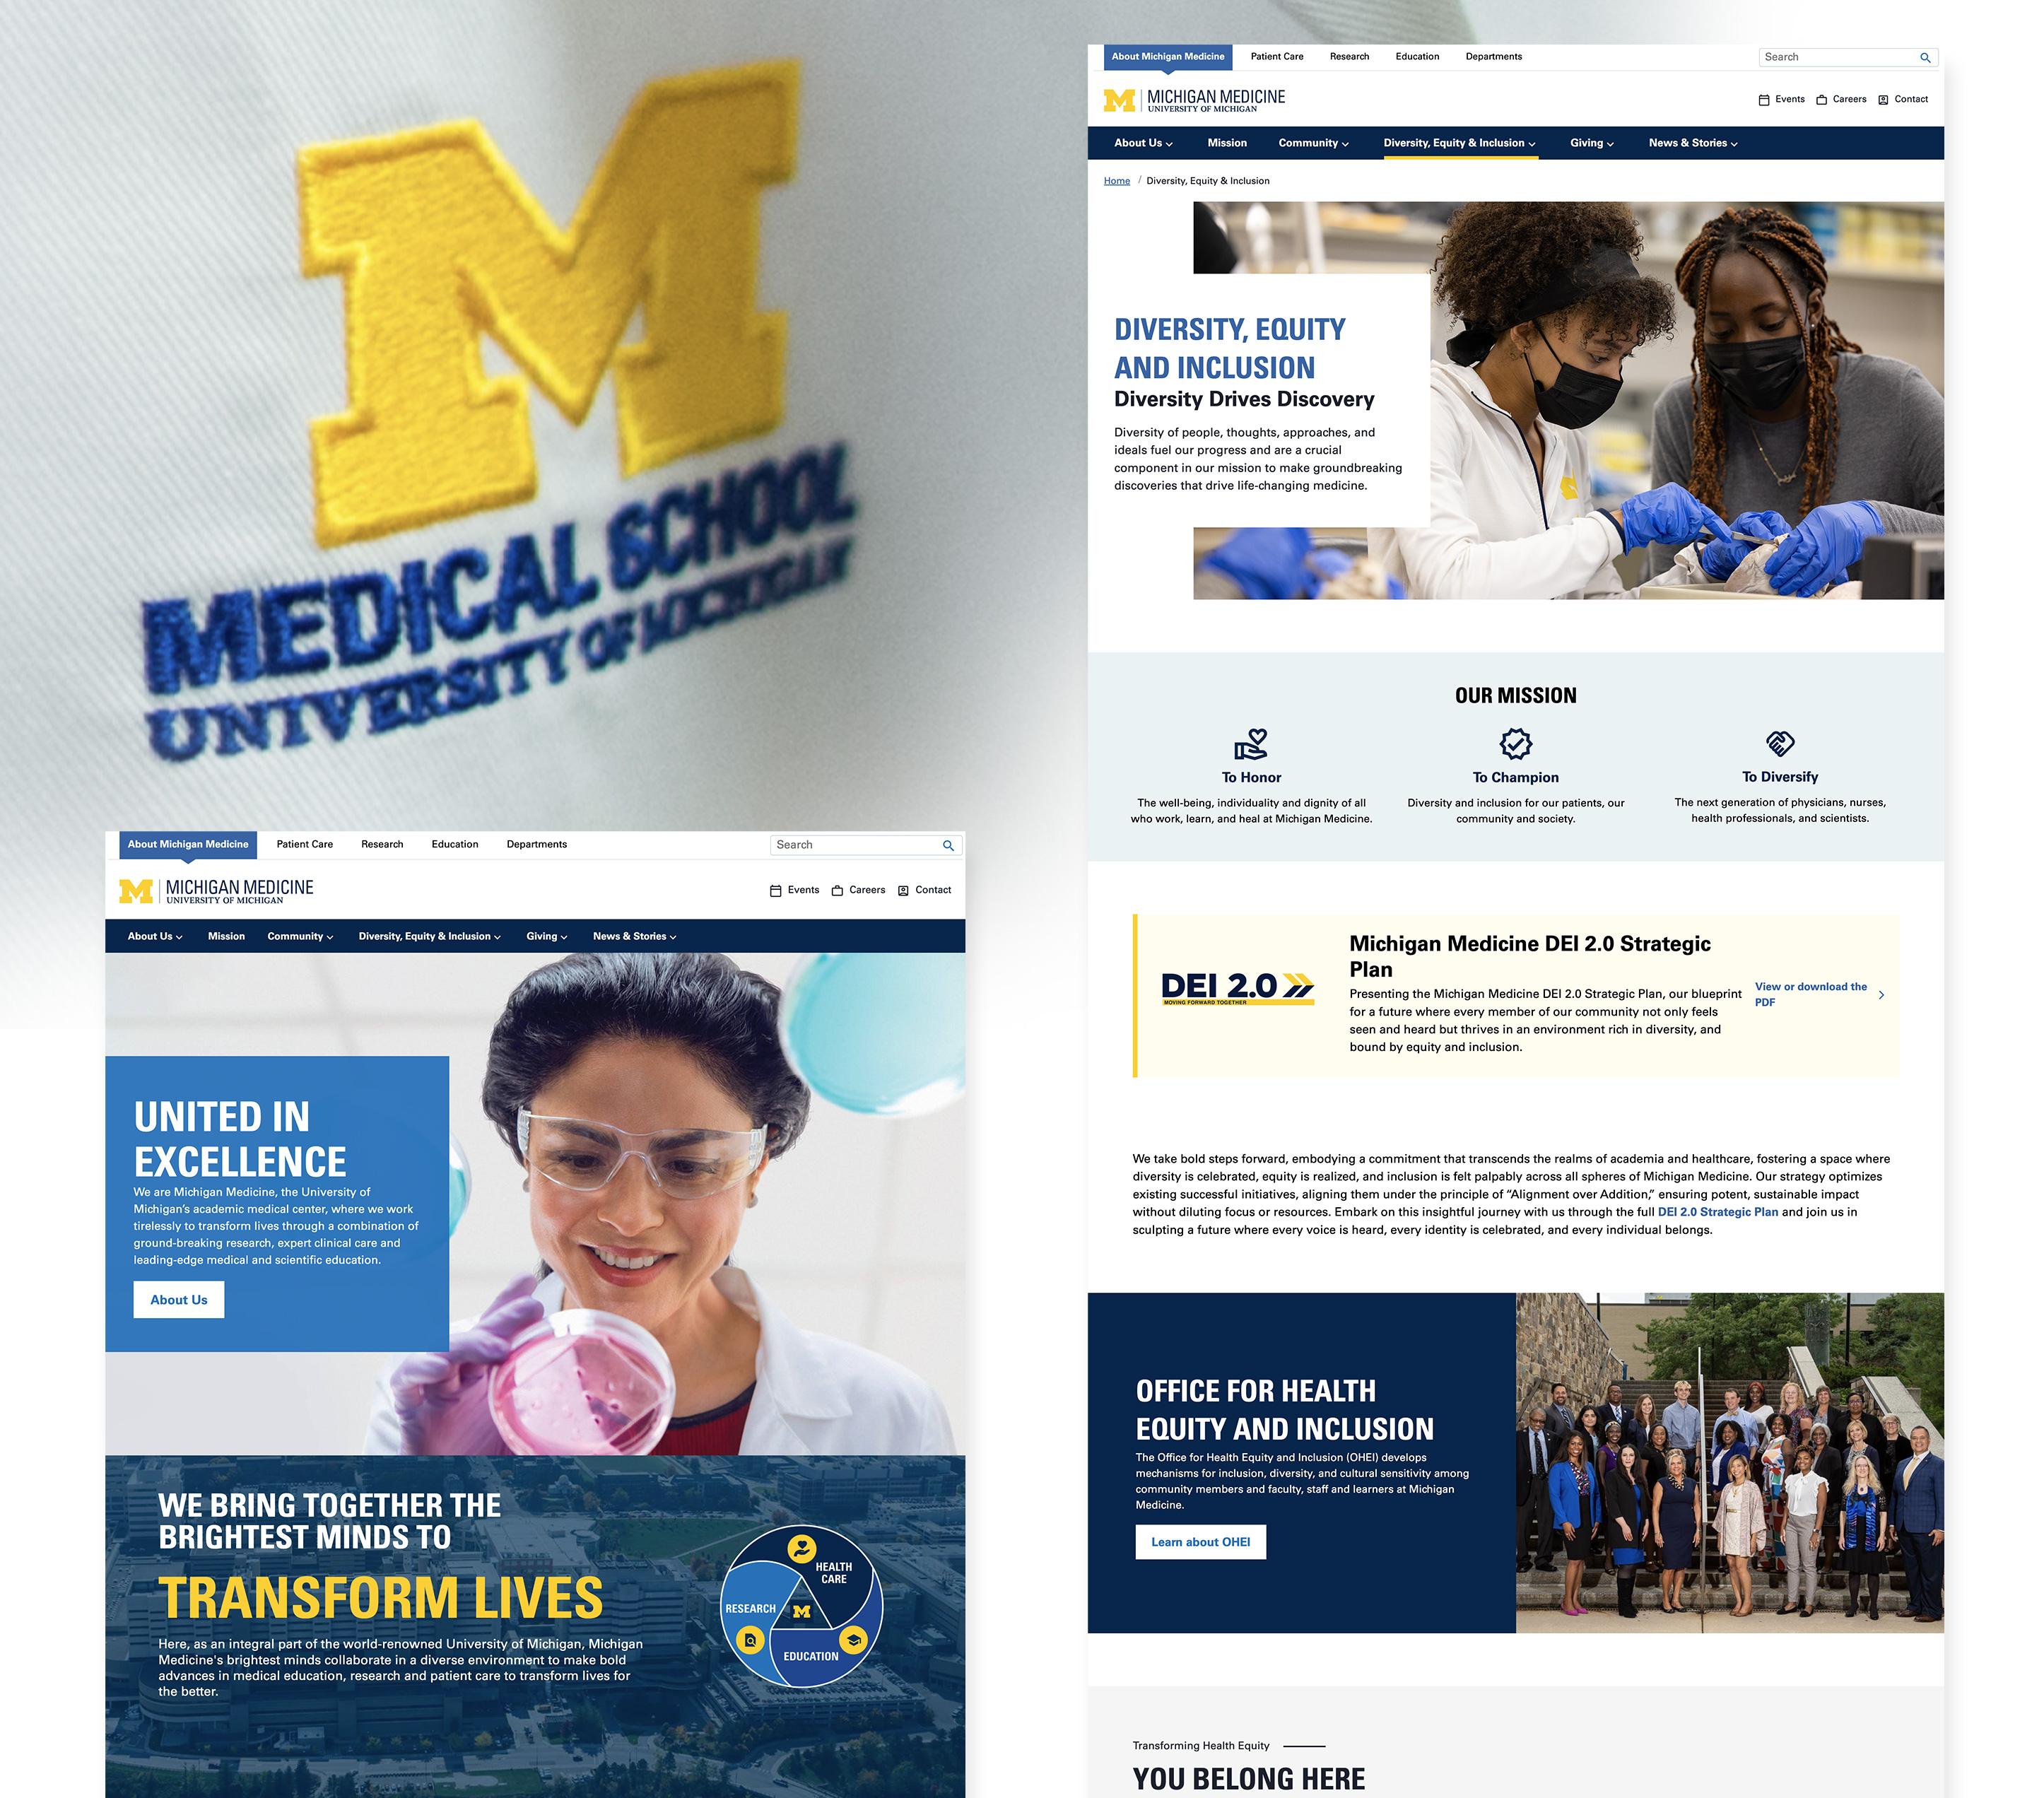 M
MEDICAL SCHOOL
UNIVERSITY OF MICHIGAN
About Michigan Medicine
Patient Care
Research
Education
Departments
Search
M
MICHIGAN MEDICINE
UNIVERSITY OF MICHIGAN
Events
Careers
Contact
About Us
Mission
Community
Diversity, Equity & Inclusion
Giving
News & Stories
UNITED IN
EXCELLENCE
We are Michigan Medicine, the University of
Michigan’s academic medical center, where we work
tirelessly to transform lives through a combination of
ground-breaking research, expert clinical care and
leading-edge medical and scientific education.
About Us
WE BRING TOGETHER THE
BRIGHTEST MINDS TO
TRANSFORM LIVES
Here, as an integral part of the world-renowned University of Michigan, Michigan
Medicine's brightest minds collaborate in a diverse environment to make bold
advances in medical education, research and patient care to transform lives for
the better.
HEALTH
CARE
RESEARCH
M
EDUCATION
About Michigan Medicine
Patient Care
Research
Education
Departments
Search
M
MICHIGAN MEDICINE
UNIVERSITY OF MICHIGAN
Events
Careers
Contact
About Us
Mission
Community
Diversity, Equity & Inclusion
Giving
News & Stories
Home / Diversity, Equity & Inclusion
DIVERSITY, EQUITY
AND INCLUSION
Diversity Drives Discovery
Diversity of people, thoughts, approaches, and
ideals fuel our progress and are a crucial
component in our mission to make groundbreaking
discoveries that drive life-changing medicine.
OUR MISSION
To Honor
The well-being, individuality and dignity of all
who work, learn, and heal at Michigan Medicine.
To Champion
Diversity and inclusion for our patients, our
community and society.
To Diversify
The next generation of physicians, nurses,
health professionals, and scientists.
DEI 2.0
MOVING FORWARD TOGETHER
Michigan Medicine DEI 2.0 Strategic
Plan
Presenting the Michigan Medicine DEI 2.0 Strategic Plan, our blueprint
for a future where every member of our community not only feels
seen and heard but thrives in an environment rich in diversity, and
bound by equity and inclusion.
View or download the
PDF
We take bold steps forward, embodying a commitment that transcends the realms of academia and healthcare, fostering a space where
diversity is celebrated, equity is realized, and inclusion is felt palpably across all spheres of Michigan Medicine. Our strategy optimizes
existing successful initiatives, aligning them under the principle of “Alignment over Addition,” ensuring potent, sustainable impact
without diluting focus or resources. Embark on this insightful journey with us through the full DEI 2.0 Strategic Plan and join us in
sculpting a future where every voice is heard, every identity is celebrated, and every individual belongs.
OFFICE FOR HEALTH
EQUITY AND INCLUSION
The Office for Health Equity and Inclusion (OHEI) develops
mechanisms for inclusion, diversity, and cultural sensitivity among
community members and faculty, staff and learners at Michigan
Medicine.
Learn about OHEI
Transforming Health Equity
YOU BELONG HERE